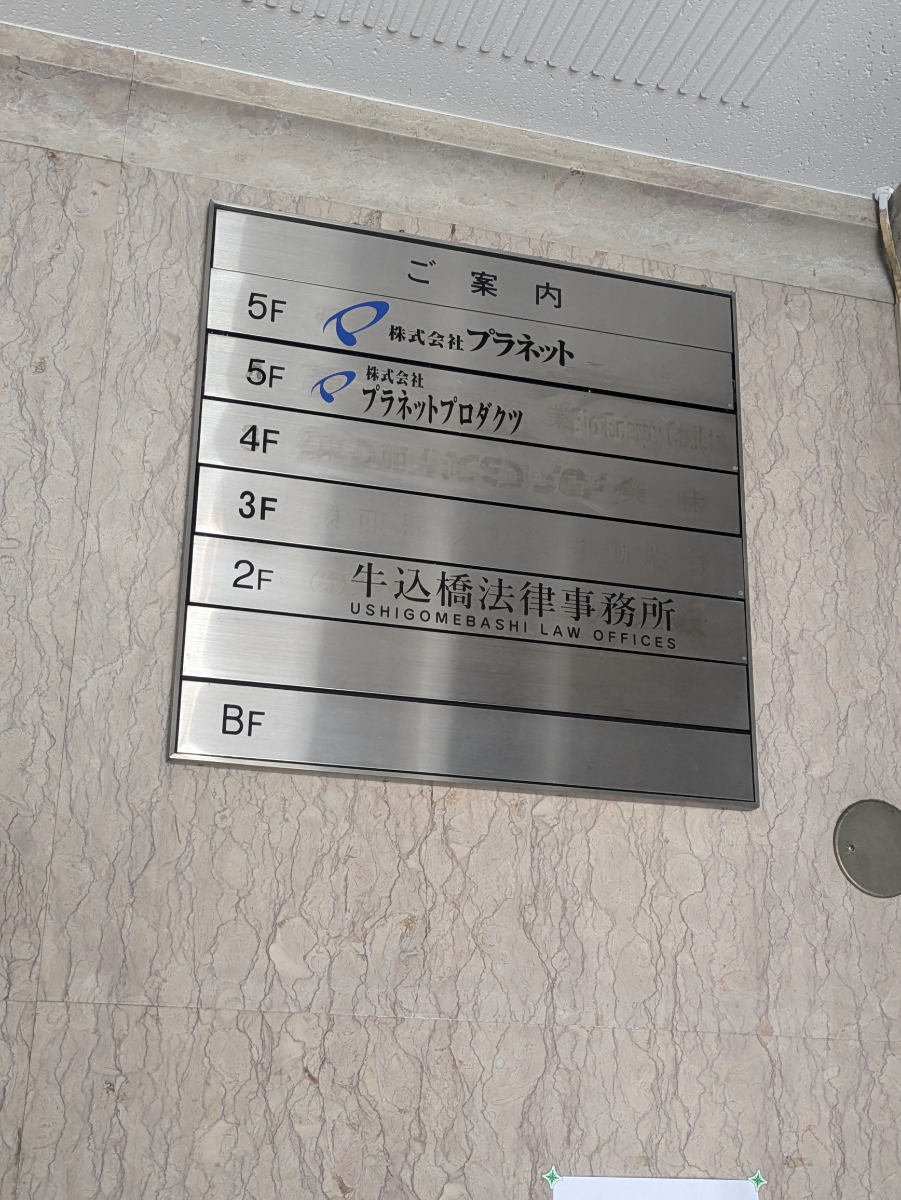 ご案内
5F 株式会社プラネット
5F 株式会社
プラネットプロダクツ
4F
3F
2F 牛込橋法律事務所
USHIGOMEBASHI LAW OFFICES
BF